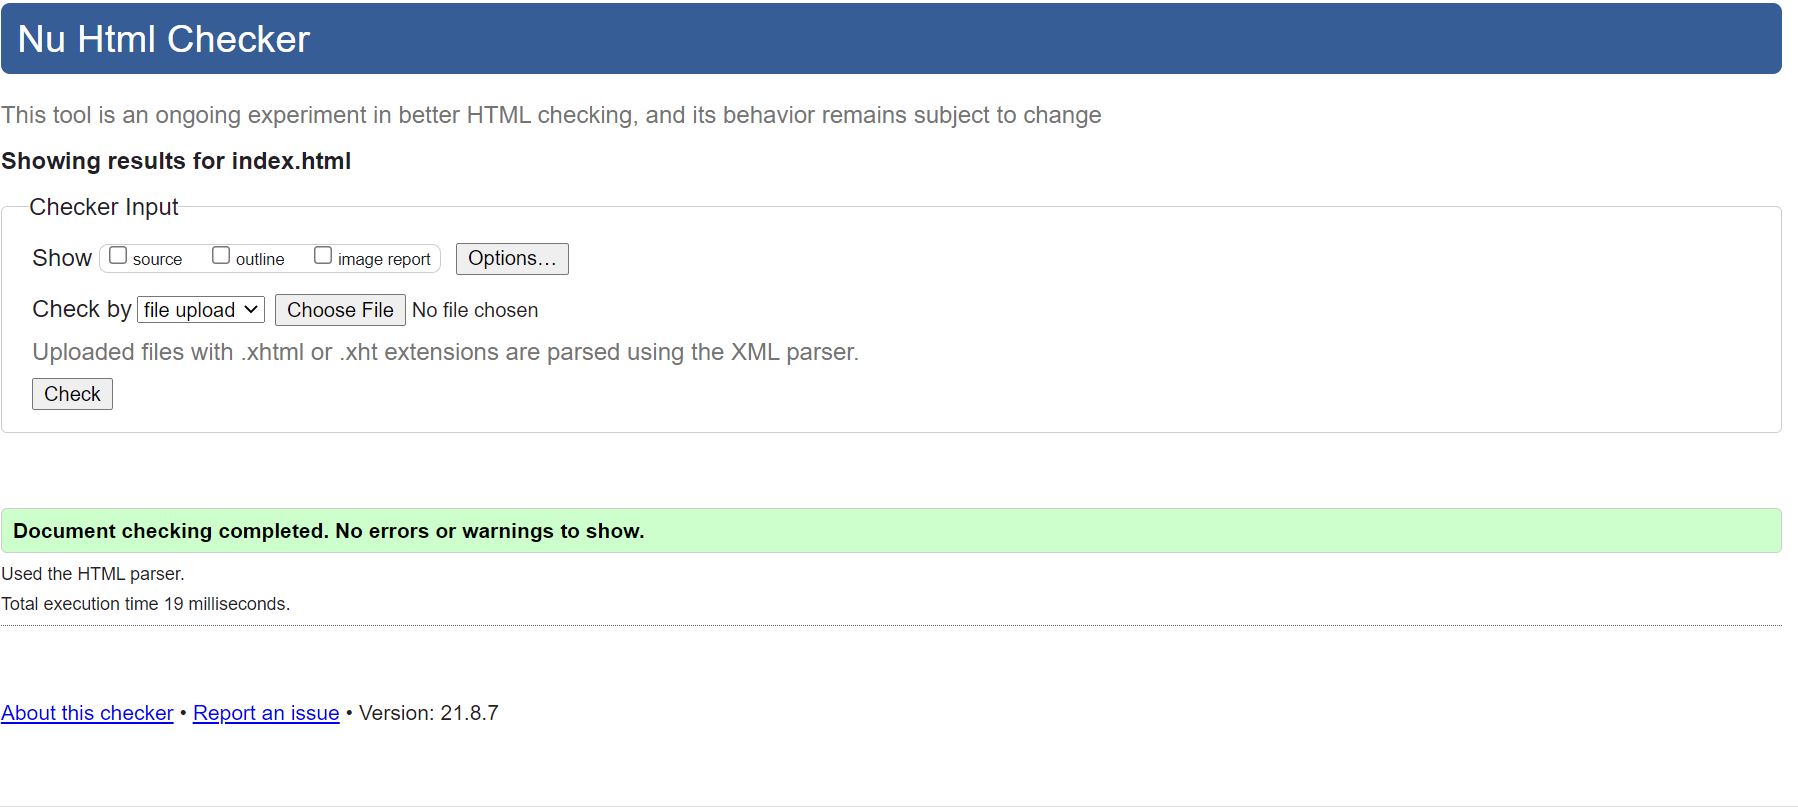 Nu Html Checker
This tool is an ongoing experiment in better HTML checking, and its behavior remains subject to change
Showing results for index.html
Checker Input
Show source outline image report Options...
Check by file upload Choose File No file chosen
Uploaded files with .xhtml or .xht extensions are parsed using the XML parser.
Check
Document checking completed. No errors or warnings to show.
Used the HTML parser.
Total execution time 19 milliseconds.
About this checker • Report an issue • Version: 21.8.7